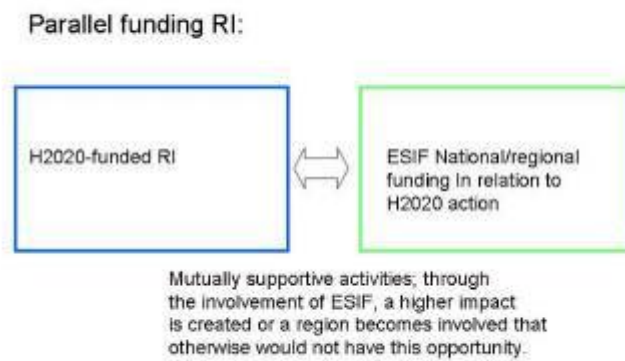 Parallel funding RI:
H2020-funded RI
ESIF National/regional
funding In relation to
H2020 action
Mutually supportive activities; through
the involvement of ESIF, a higher impact
is created or a region becomes involved that
otherwise would not have this opportunity.